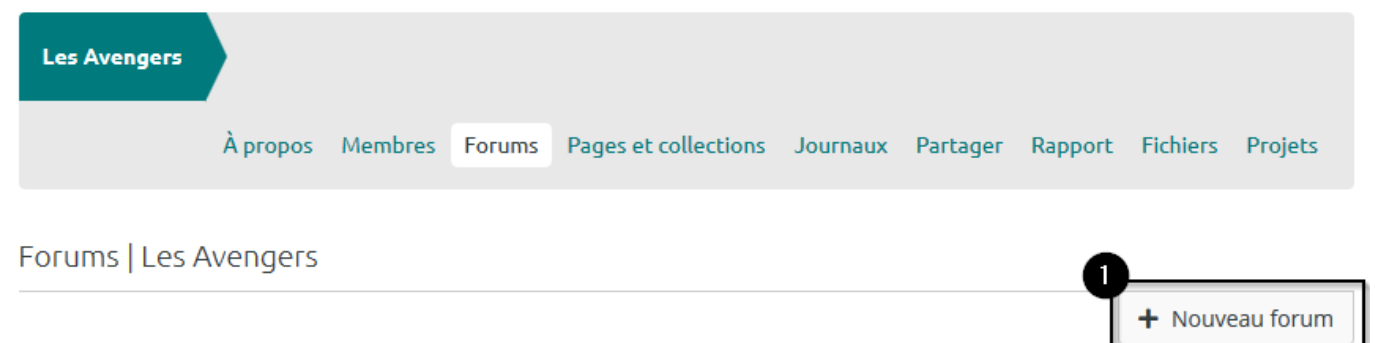 Les Avengers
À propos Membres Forums Pages et collections Journaux Partager Rapport Fichiers Projets
Forums | Les Avengers
1
+ Nouveau forum